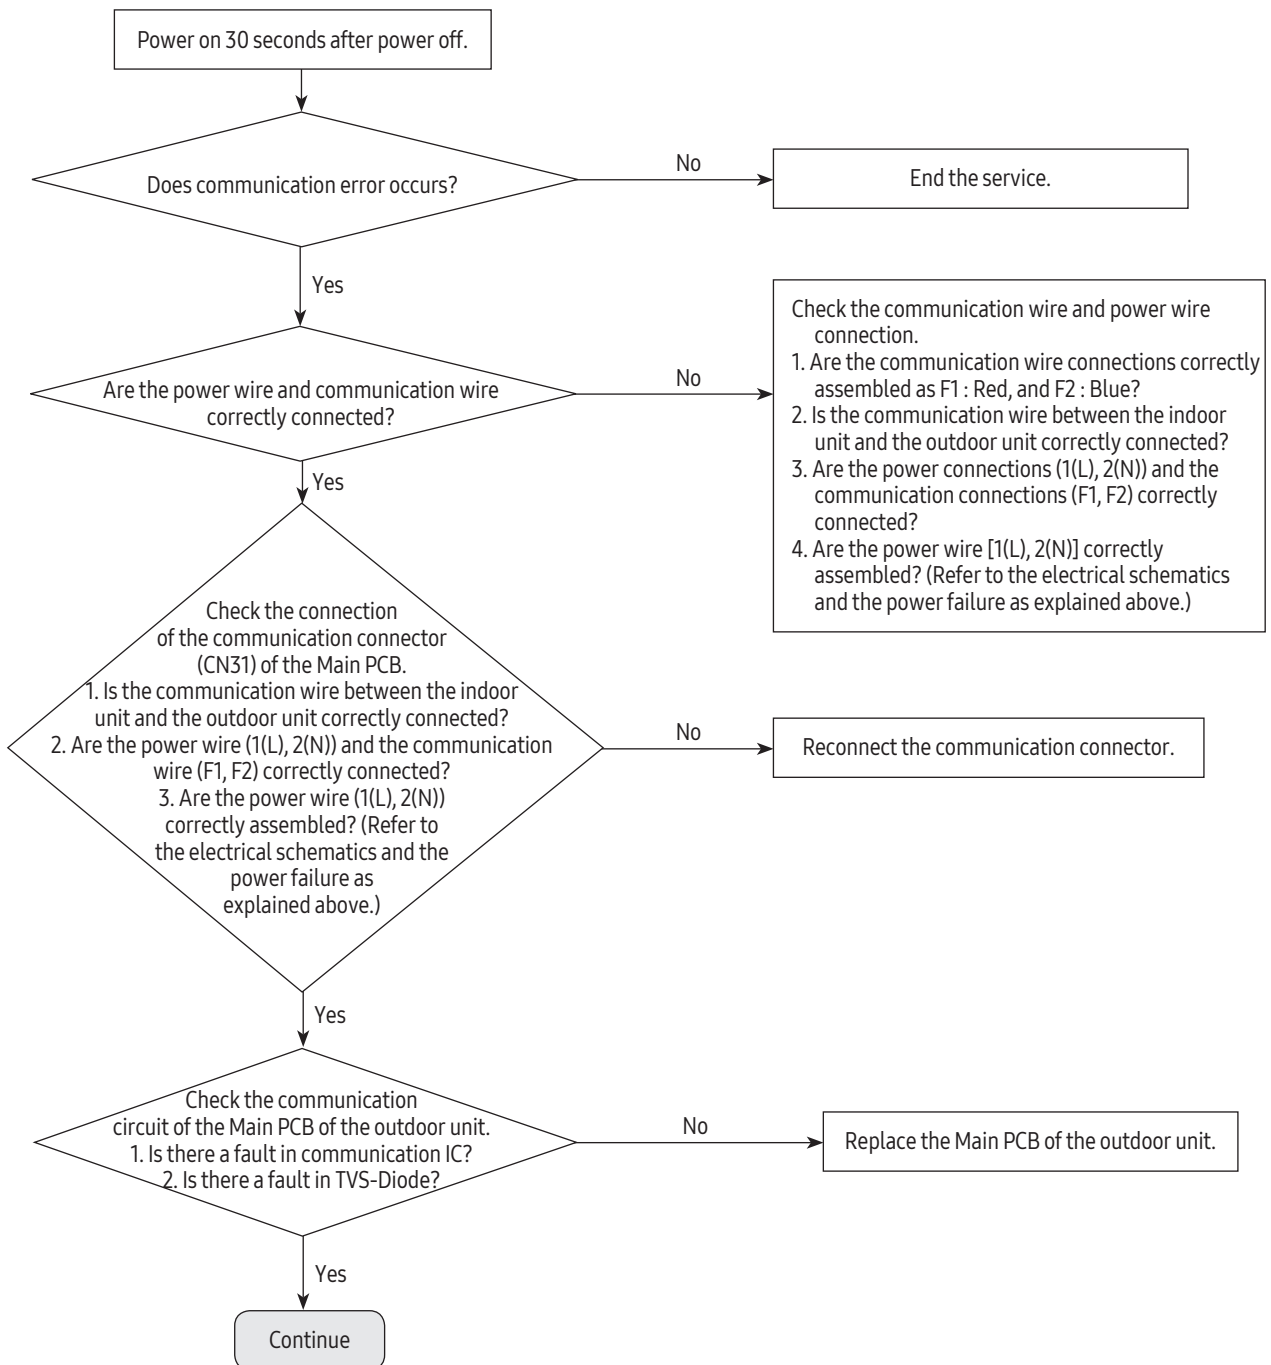 Power on 30 seconds after power off.
Does communication error occurs?
No
End the service.
Yes
Are the power wire and communication wire
correctly connected?
No
Check the communication wire and power wire
connection.
1. Are the communication wire connections correctly
assembled as F1 : Red, and F2 : Blue?
2. Is the communication wire between the indoor
unit and the outdoor unit correctly connected?
3. Are the power connections (1(L), 2(N)) and the
communication connections (F1, F2) correctly
connected?
4. Are the power wire [1(L), 2(N)] correctly
assembled? (Refer to the electrical schematics
and the power failure as explained above.)
Yes
Check the connection
of the communication connector
(CN31) of the Main PCB.
1. Is the communication wire between the indoor
unit and the outdoor unit correctly connected?
2. Are the power wire (1(L), 2(N)) and the communication
wire (F1, F2) correctly connected?
3. Are the power wire (1(L), 2(N))
correctly assembled? (Refer to
the electrical schematics and the
power failure as
explained above.)
No
Reconnect the communication connector.
Yes
Check the communication
circuit of the Main PCB of the outdoor unit.
1. Is there a fault in communication IC?
2. Is there a fault in TVS-Diode?
No
Replace the Main PCB of the outdoor unit.
Yes
Continue